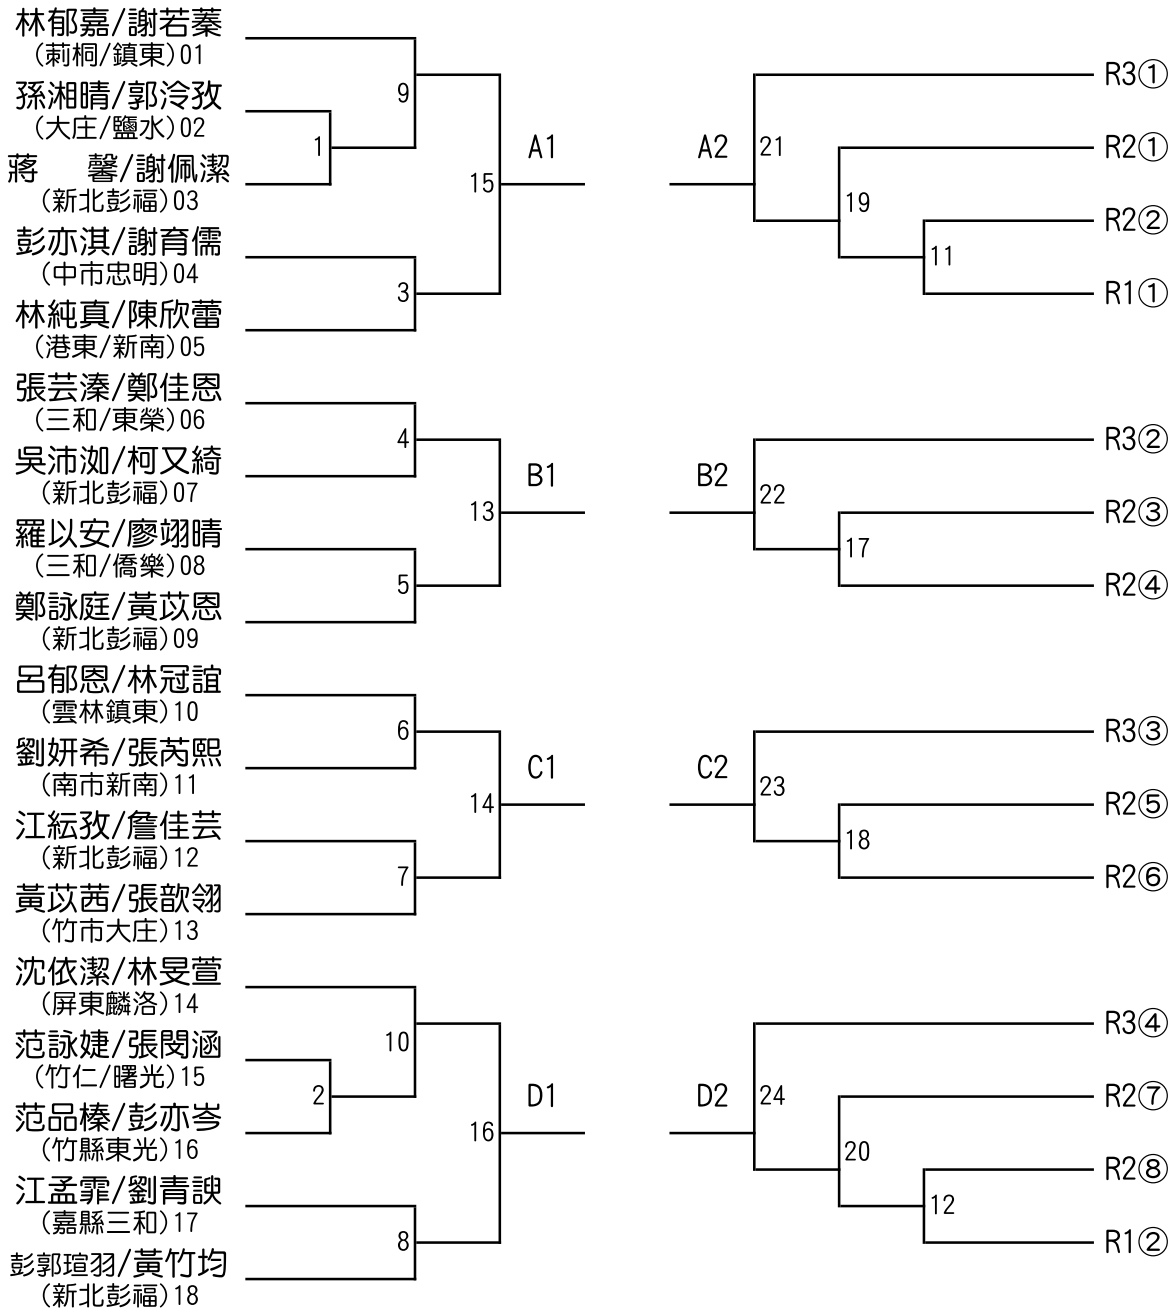 林郁嘉/謝若蓁
(莿桐/鎮東)01
孫湘晴/郭泠孜
(大庄/鹽水)02
蔣　馨/謝佩潔
(新北彭福)03
彭亦淇/謝育儒
(中市忠明)04
林純真/陳欣蕾
(港東/新南)05
張芸溱/鄭佳恩
(三和/東榮)06
吳沛洳/柯又綺
(新北彭福)07
羅以安/廖翊晴
(三和/僑樂)08
鄭詠庭/黃苡恩
(新北彭福)09
呂郁恩/林冠誼
(雲林鎮東)10
劉妍希/張芮熙
(南市新南)11
江紜孜/詹佳芸
(新北彭福)12
黃苡茜/張歆翎
(竹市大庄)13
沈依潔/林旻萱
(屏東麟洛)14
范詠婕/張閔涵
(竹仁/曙光)15
范品榛/彭亦岑
(竹縣東光)16
江孟霏/劉青諛
(嘉縣三和)17
彭郭瑄羽/黃竹均
(新北彭福)18
1
2
9
3
4
5
6
7
10
8
15
13
14
16
A1
B1
C1
D1
A2
B2
C2
D2
21
19
11
22
17
23
18
24
20
12
R3①
R2①
R2②
R1①
R3②
R2③
R2④
R3③
R2⑤
R2⑥
R3④
R2⑦
R2⑧
R1②